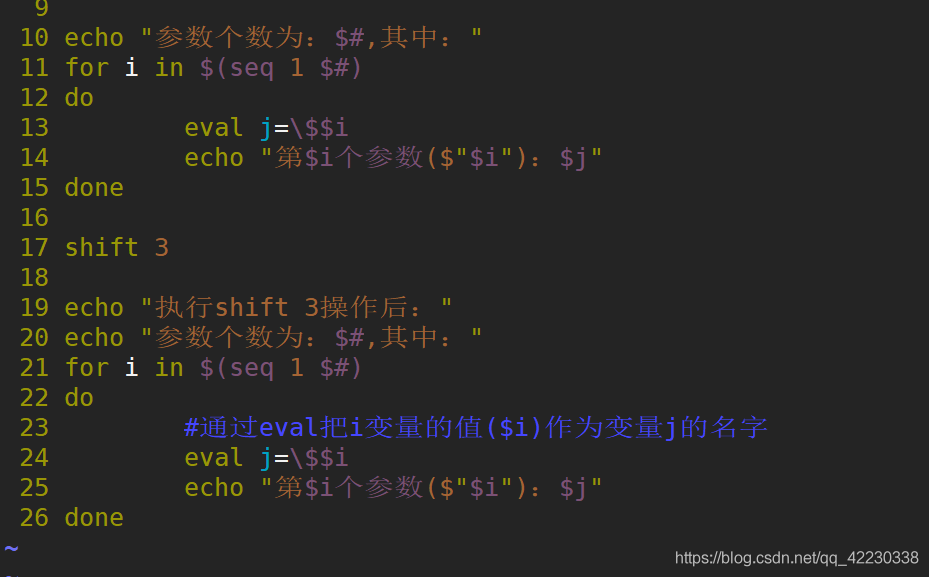 9
10 echo "参数个数为：$#,其中："
11 for i in $(seq 1 $#)
12 do
13         eval j=\$$i
14         echo "第$i个参数($"$i")：$j"
15 done
16
17 shift 3
18
19 echo "执行shift 3操作后："
20 echo "参数个数为：$#,其中："
21 for i in $(seq 1 $#)
22 do
23         #通过eval把i变量的值($i)作为变量j的名字
24         eval j=\$$i
25         echo "第$i个参数($"$i")：$j"
26 done
~
https://blog.csdn.net/qq_42230338